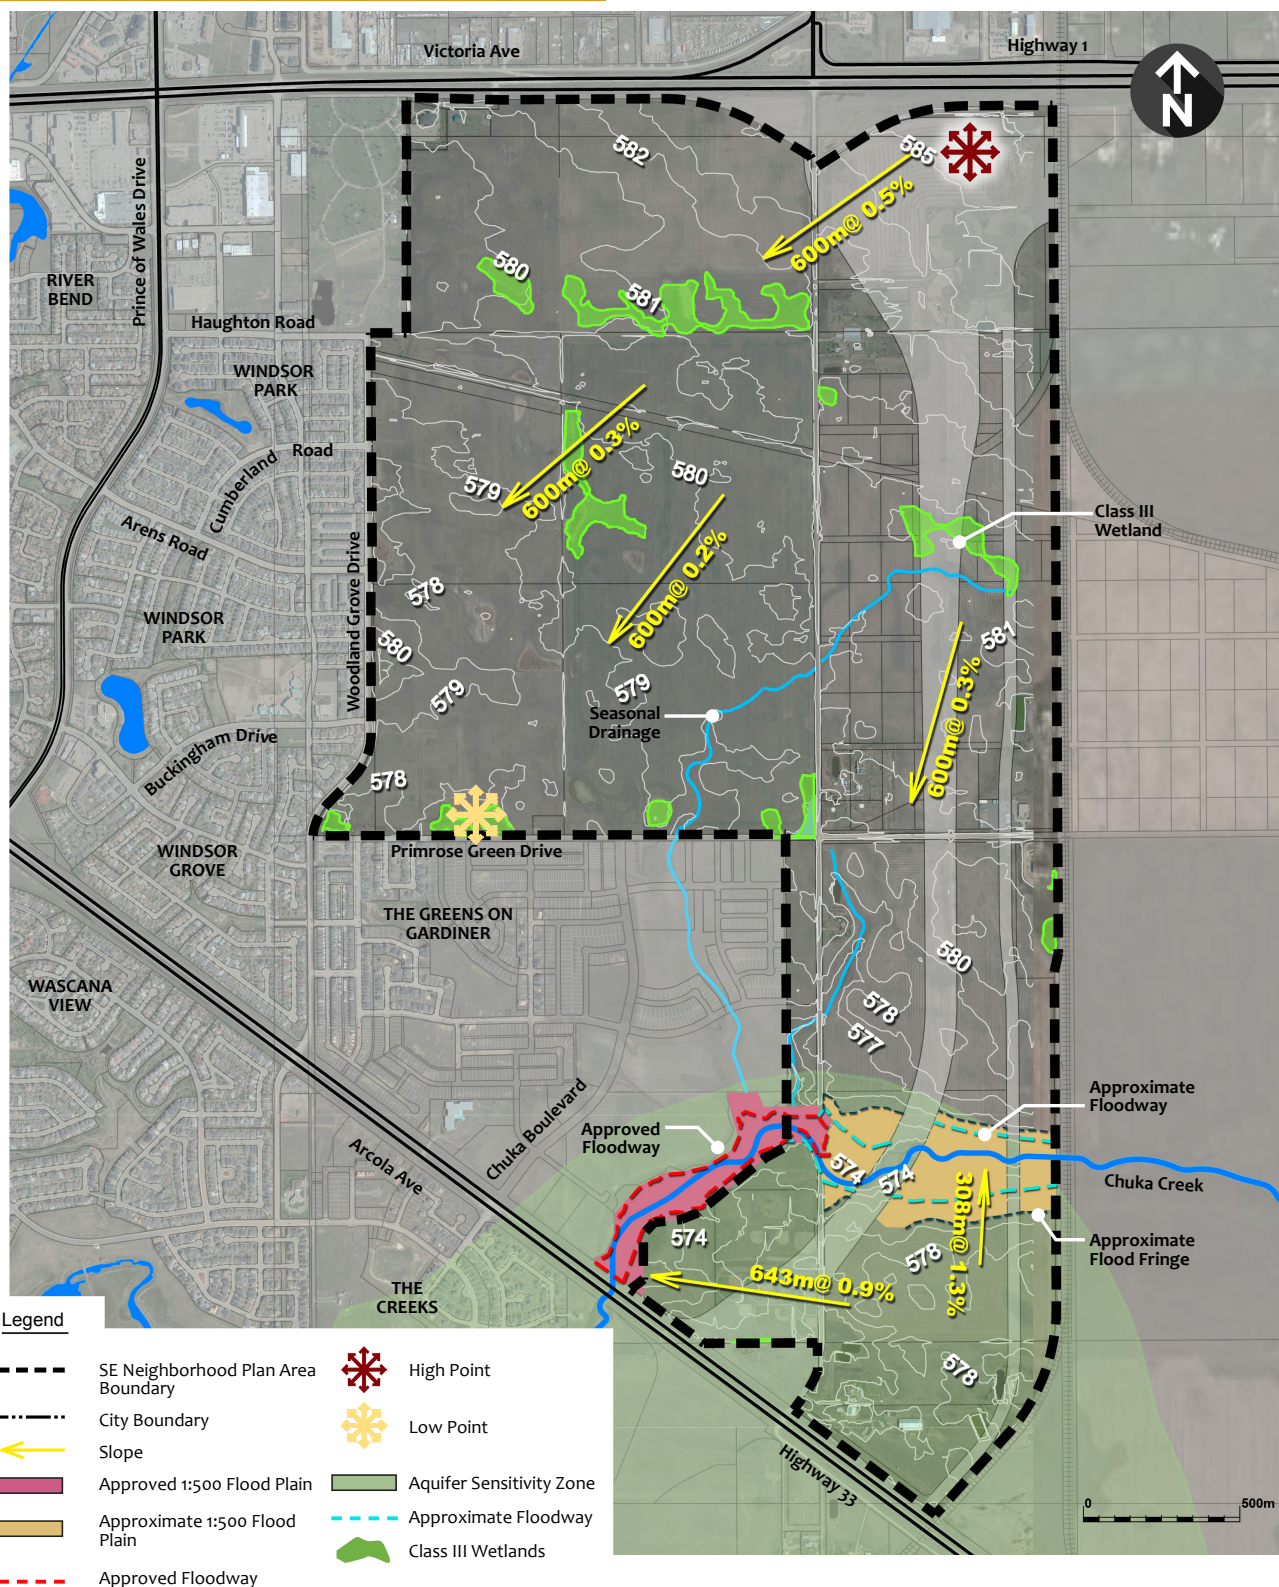 Victoria Ave
Highway 1
N
582
585
600m@ 0.5%
Prince of Wales Drive
580
581
RIVER
BEND
Haughton Road
WINDSOR
PARK
Cumberland
Road
600m@ 0.3%
579
580
Class III
Wetland
Arens Road
Woodland Grove Drive
600m@ 0.2%
578
WINDSOR
PARK
580
581
579
579
600m@ 0.3%
Seasonal
Drainage
Buckingham Drive
578
WINDSOR
GROVE
Primrose Green Drive
THE GREENS ON
GARDINER
580
WASCANA
VIEW
578
577
Approximate
Floodway
Chuka Boulevard
Approved
Floodway
Arcola Ave
574
574
308m@ 1.3%
Chuka Creek
574
578
Approximate
Flood Fringe
643m@ 0.9%
THE
CREEKS
578
Highway 33
0
500m
Legend
SE Neighborhood Plan Area
Boundary
City Boundary
Slope
Approved 1:500 Flood Plain
Approximate 1:500 Flood
Plain
Approved Floodway
High Point
Low Point
Aquifer Sensitivity Zone
Approximate Floodway
Class III Wetlands